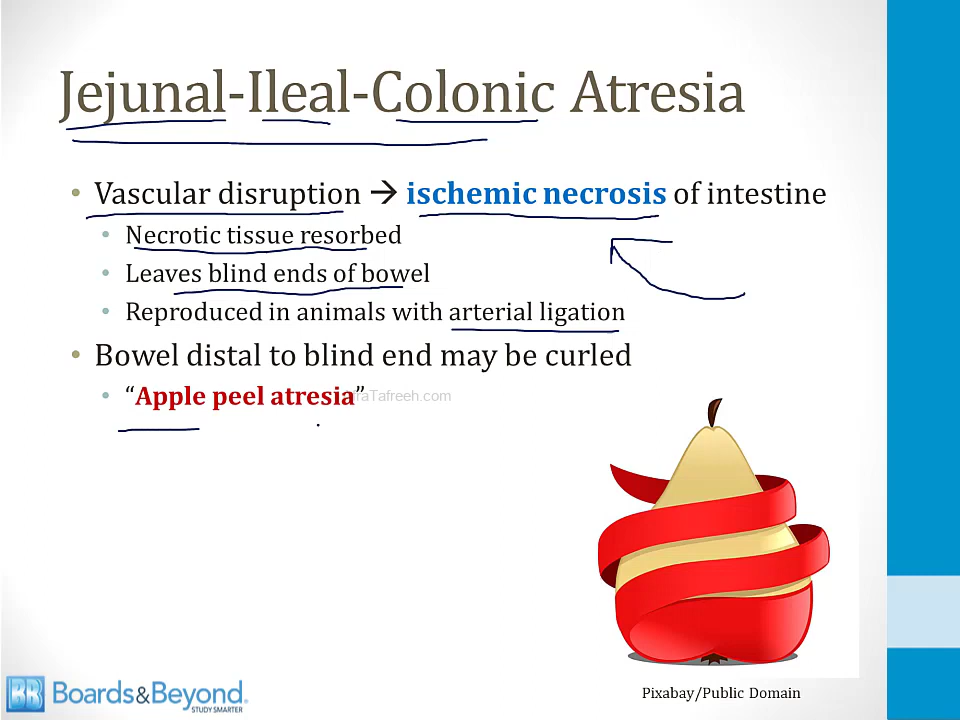 Jejunal-Ileal-Colonic Atresia
• Vascular disruption → ischemic necrosis of intestine
• Necrotic tissue resorbed
• Leaves blind ends of bowel
• Reproduced in animals with arterial ligation
• Bowel distal to blind end may be curled
• “Apple peel atresia”
Boards&Beyond.
STUDY SMARTER
Pixabay/Public Domain